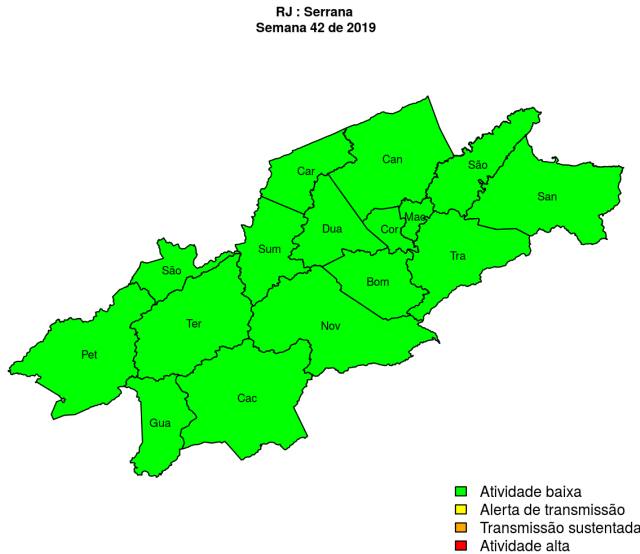 RJ : Serrana
Semana 42 de 2019
Car
Can
São
San
Mac
Dua
Cor
Sum
Tra
São
Bom
Ter
Nov
Pet
Cac
Gua
Atividade baixa
Alerta de transmissão
Transmissão sustentada
Atividade alta